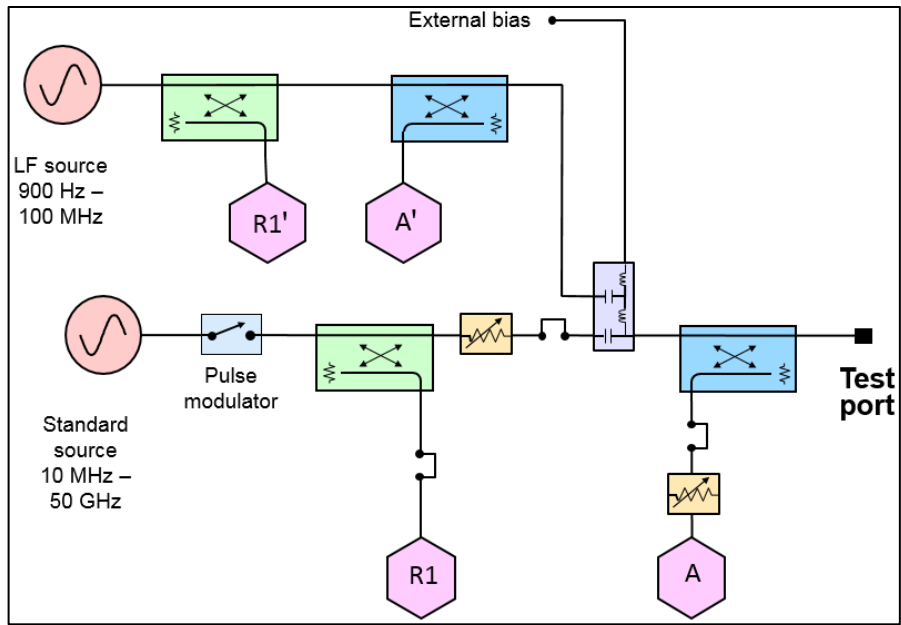 External bias
LF source
900 Hz –
100 MHz
R1'
A'
Pulse
modulator
Test
port
Standard
source
10 MHz –
50 GHz
R1
A